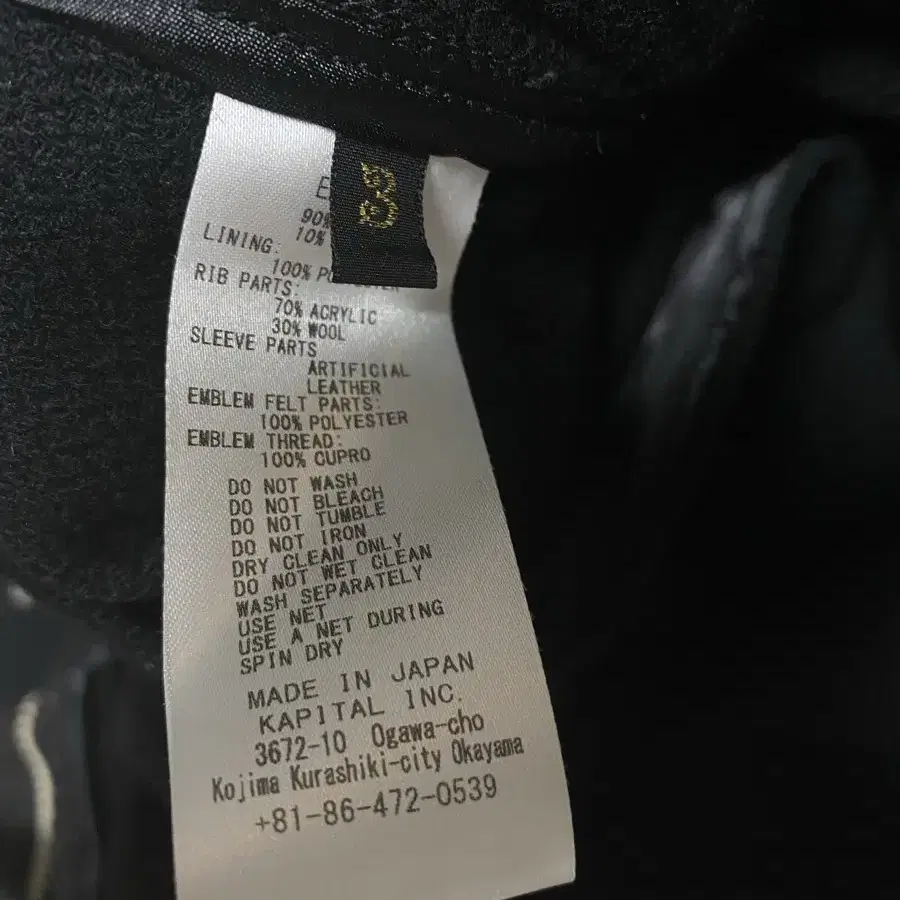 90%
10%
LINING:
100%
RIB PARTS:
70% ACRYLIC
30% WOOL
SLEEVE PARTS
ARTIFICIAL
LEATHER
EMBLEM FELT PARTS:
100% POLYESTER
EMBLEM THREAD:
100% CUPRO
DO NOT WASH
DO NOT BLEACH
DO NOT TUMBLE
DO NOT IRON
DRY CLEAN ONLY
DO NOT WET CLEAN
WASH SEPARATELY
USE NET
USE A NET DURING
SPIN DRY
MADE IN JAPAN
KAPITAL INC.
3672-10 Ogawa-cho
Kojima Kurashiki-city Okayama
+81-86-472-0539